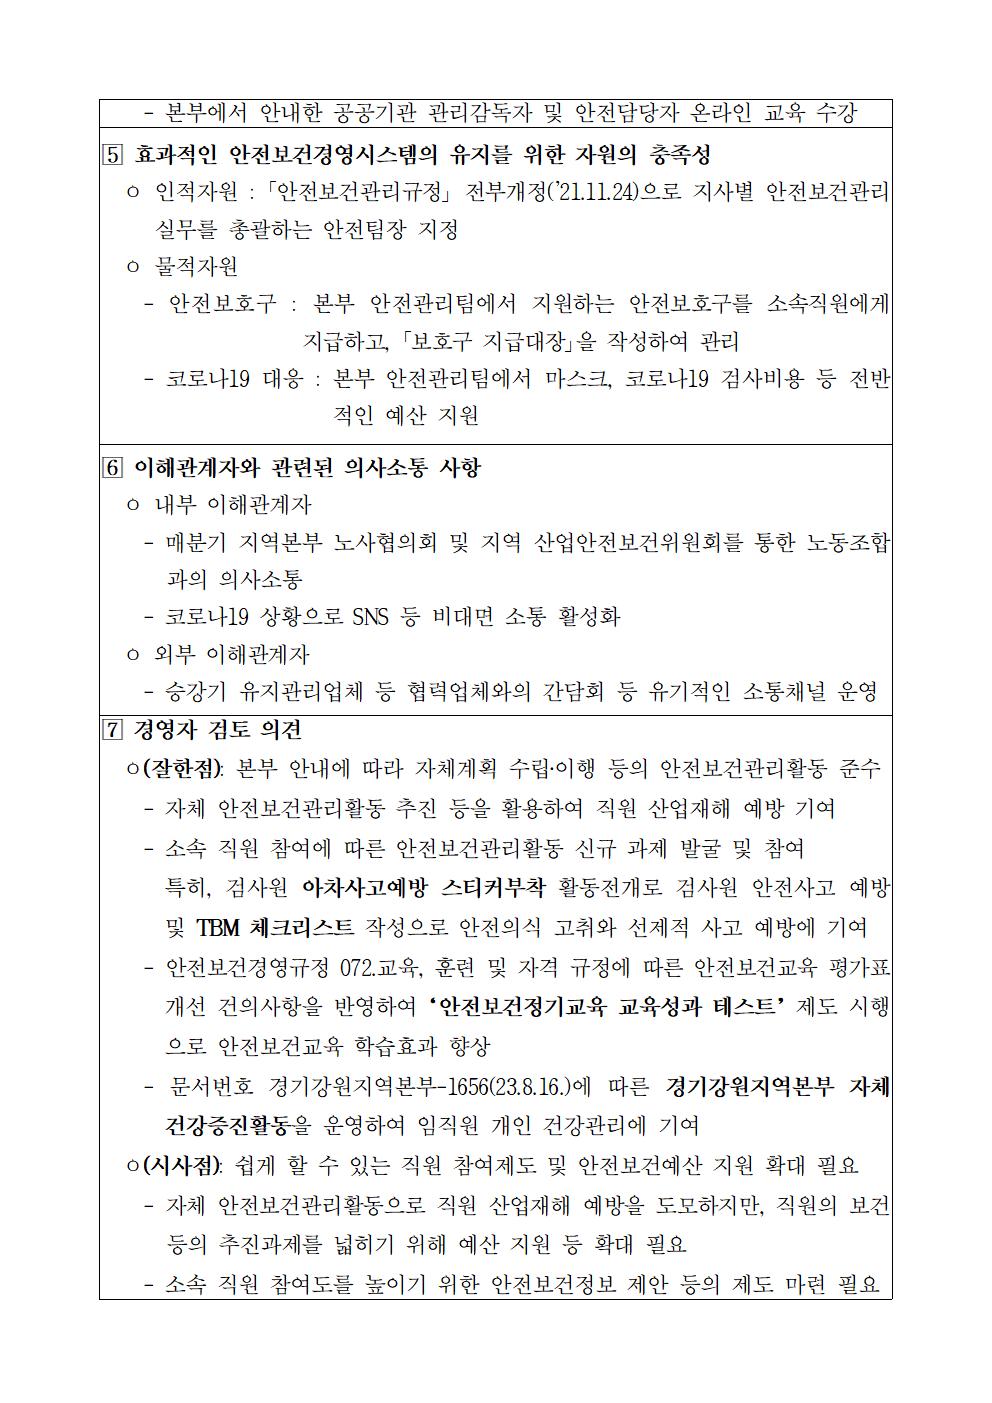 - 본부에서 안내한 공공기관 관리감독자 및 안전담당자 온라인 교육 수강
5 효과적인 안전보건경영시스템의 유지를 위한 자원의 충족성
ㅇ 인적자원 : 「안전보건관리규정」 전부개정('21.11.24)으로 지사별 안전보건관리
실무를 총괄하는 안전팀장 지정
ㅇ 물적자원
- 안전보호구 : 본부 안전관리팀에서 지원하는 안전보호구를 소속직원에게
지급하고, 「보호구 지급대장」을 작성하여 관리
- 코로나19 대응 : 본부 안전관리팀에서 마스크, 코로나19 검사비용 등 전반
적인 예산 지원
6 이해관계자와 관련된 의사소통 사항
ㅇ 내부 이해관계자
- 매분기 지역본부 노사협의회 및 지역 산업안전보건위원회를 통한 노동조합
과의 의사소통
- 코로나19 상황으로 SNS 등 비대면 소통 활성화
ㅇ 외부 이해관계자
- 승강기 유지관리업체 등 협력업체와의 간담회 등 유기적인 소통채널 운영
7 경영자 검토 의견
ㅇ(잘한점): 본부 안내에 따라 자체계획 수립·이행 등의 안전보건관리활동 준수
- 자체 안전보건관리활동 추진 등을 활용하여 직원 산업재해 예방 기여
- 소속 직원 참여에 따른 안전보건관리활동 신규 과제 발굴 및 참여
특히, 검사원 아차사고예방 스티커부착 활동전개로 검사원 안전사고 예방
및 TBM 체크리스트 작성으로 안전의식 고취와 선제적 사고 예방에 기여
- 안전보건경영규정 072.교육, 훈련 및 자격 규정에 따른 안전보건교육 평가표
개선 건의사항을 반영하여 ‘안전보건정기교육 교육성과 테스트’ 제도 시행
으로 안전보건교육 학습효과 향상
- 문서번호 경기강원지역본부-1656(23.8.16.)에 따른 경기강원지역본부 자체
건강증진활동을 운영하여 임직원 개인 건강관리에 기여
ㅇ(시사점): 쉽게 할 수 있는 직원 참여제도 및 안전보건예산 지원 확대 필요
- 자체 안전보건관리활동으로 직원 산업재해 예방을 도모하지만, 직원의 보건
등의 추진과제를 넓히기 위해 예산 지원 등 확대 필요
- 소속 직원 참여도를 높이기 위한 안전보건정보 제안 등의 제도 마련 필요